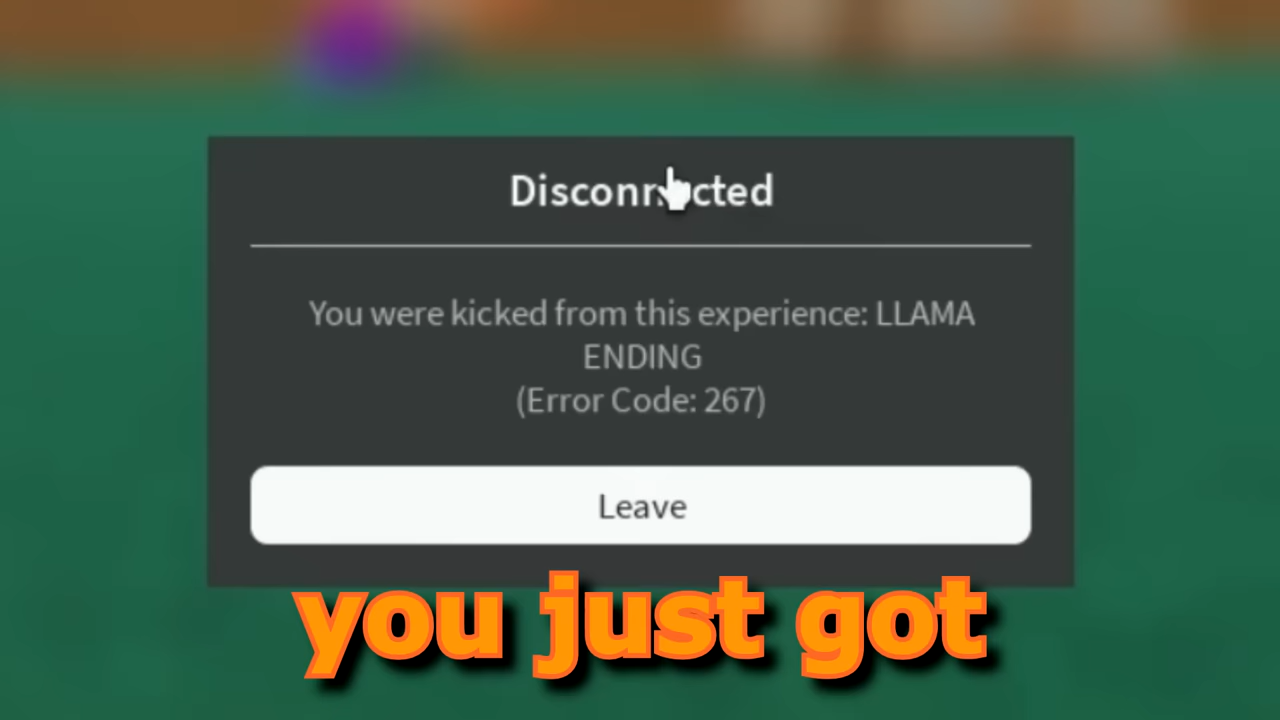 Disconnected
You were kicked from this experience: LLAMA
ENDING
(Error Code: 267)
Leave
you just got